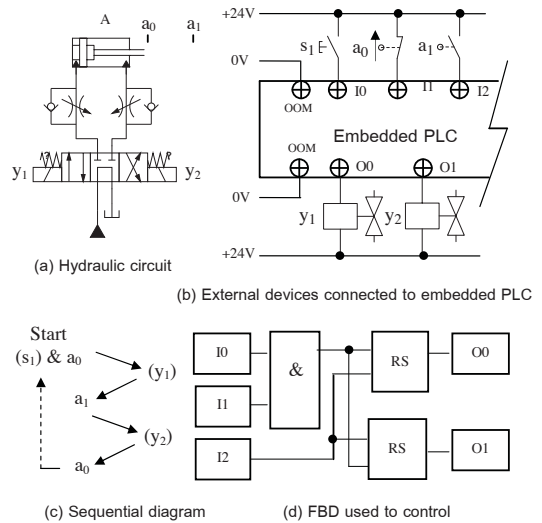 A a₀ a₁
y₁ y₂
(a) Hydraulic circuit
+24V
s₁ a₀ a₁
0V
OOM I0 I1 I2
Embedded PLC
OOM O0 O1
0V
y₁ y₂
+24V
(b) External devices connected to embedded PLC
Start
(s₁) & a₀
(y₁)
a₁
(y₂)
a₀
(c) Sequential diagram
I0 & RS O0
I1
I2 RS O1
(d) FBD used to control